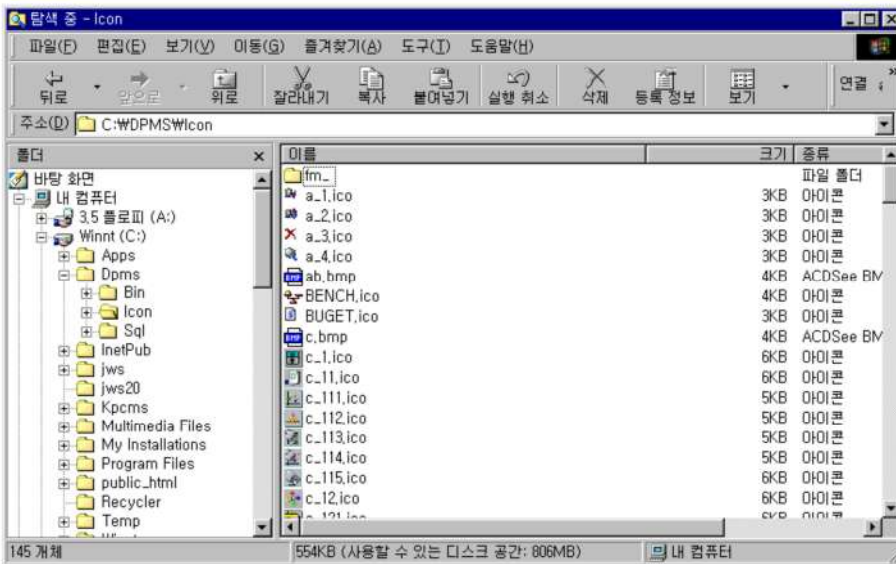 탐색 중 - Icon
파일(F) 편집(E) 보기(V) 이동(G) 즐겨찾기(A) 도구(T) 도움말(H)
뒤로 앞으로 위로 잘라내기 복사 붙여넣기 실행 취소 삭제 등록 정보 보기 연결 »
주소(D) C:\DPMS\Icon
폴더
바탕 화면
내 컴퓨터
3.5 플로피 (A:)
Winnt (C:)
Apps
Dpms
Bin
Icon
Sql
InetPub
jws
jws20
Kpcms
Multimedia Files
My Installations
Program Files
public_html
Recycler
Temp
이름 크기 종류
fm_ 파일 폴더
a_1.ico 3KB 아이콘
a_2.ico 3KB 아이콘
a_3.ico 3KB 아이콘
a_4.ico 3KB 아이콘
ab.bmp 4KB ACDSee BM
BENCH.ico 4KB 아이콘
BUGET.ico 3KB 아이콘
c.bmp 4KB ACDSee BM
c_1.ico 6KB 아이콘
c_11.ico 6KB 아이콘
c_111.ico 5KB 아이콘
c_112.ico 5KB 아이콘
c_113.ico 5KB 아이콘
c_114.ico 5KB 아이콘
c_115.ico 6KB 아이콘
c_12.ico 6KB 아이콘
145 개체 554KB (사용할 수 있는 디스크 공간: 806MB) 내 컴퓨터